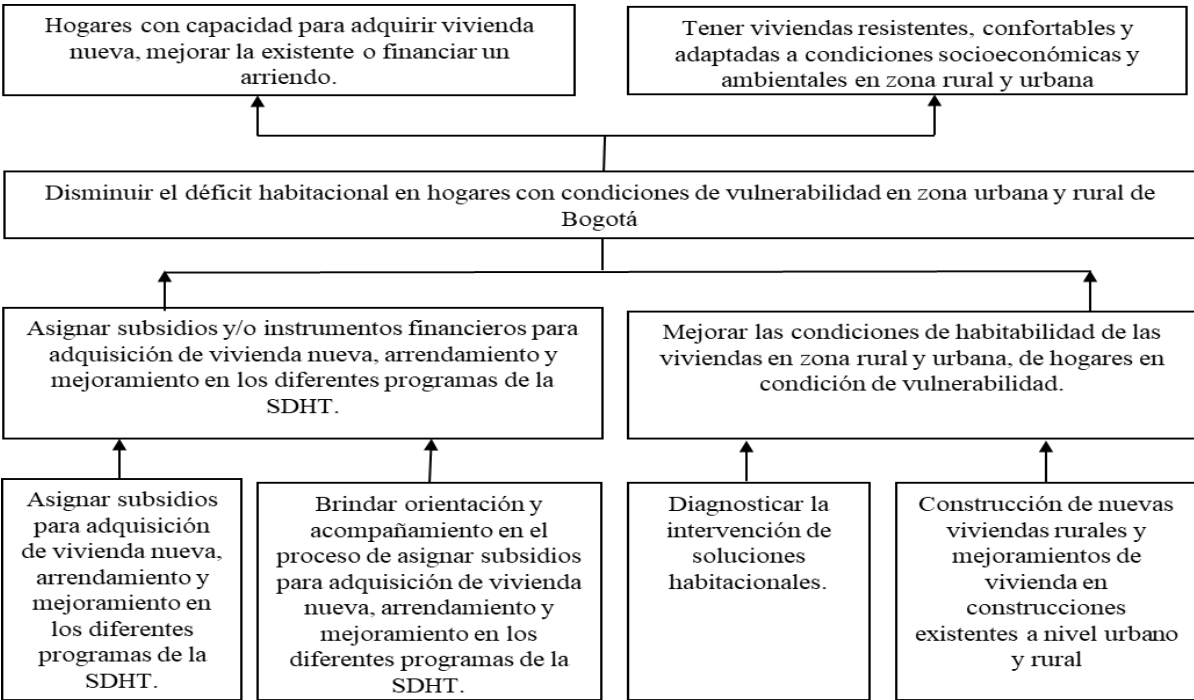 Hogares con capacidad para adquirir vivienda
nueva, mejorar la existente o financiar un
arriendo.
Tener viviendas resistentes, confortables y
adaptadas a condiciones socioeconómicas y
ambientales en zona rural y urbana
Disminuir el déficit habitacional en hogares con condiciones de vulnerabilidad en zona urbana y rural de
Bogotá
Asignar subsidios y/o instrumentos financieros para
adquisición de vivienda nueva, arrendamiento y
mejoramiento en los diferentes programas de la
SDHT.
Mejorar las condiciones de habitabilidad de las
viviendas en zona rural y urbana, de hogares en
condición de vulnerabilidad.
Asignar subsidios
para adquisición
de vivienda nueva,
arrendamiento y
mejoramiento en
los diferentes
programas de la
SDHT.
Brindar orientación y
acompañamiento en el
proceso de asignar subsidios
para adquisición de vivienda
nueva, arrendamiento y
mejoramiento en los
diferentes programas de la
SDHT.
Diagnosticar la
intervención de
soluciones
habitacionales.
Construcción de nuevas
viviendas rurales y
mejoramientos de
vivienda en
construcciones
existentes a nivel urbano
y rural